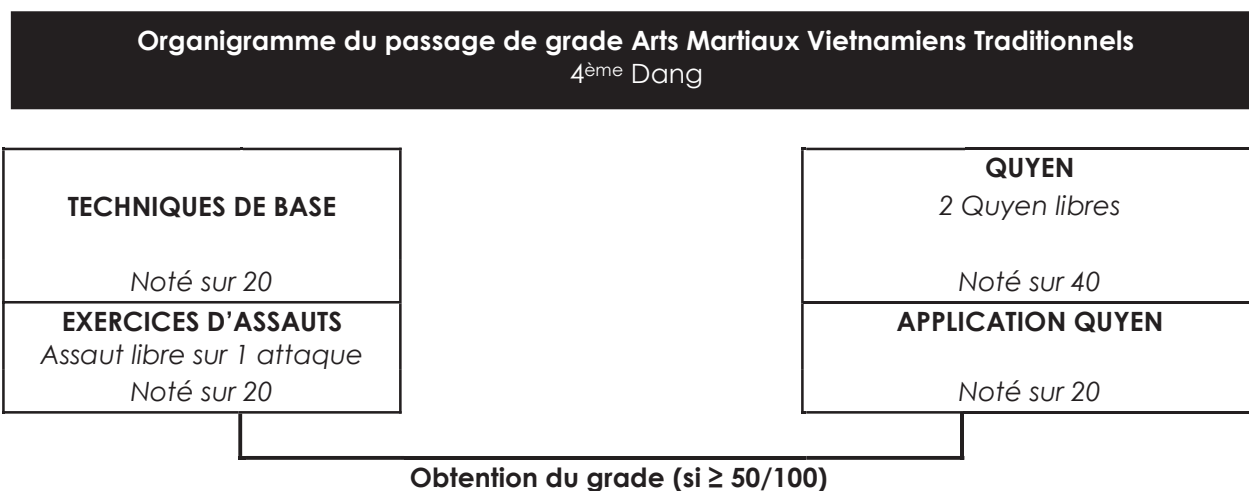 Organigramme du passage de grade Arts Martiaux Vietnamiens Traditionnels
4ème Dang
TECHNIQUES DE BASE
Noté sur 20
EXERCICES D’ASSAUTS
Assaut libre sur 1 attaque
Noté sur 20
QUYEN
2 Quyen libres
Noté sur 40
APPLICATION QUYEN
Noté sur 20
Obtention du grade (si ≥ 50/100)